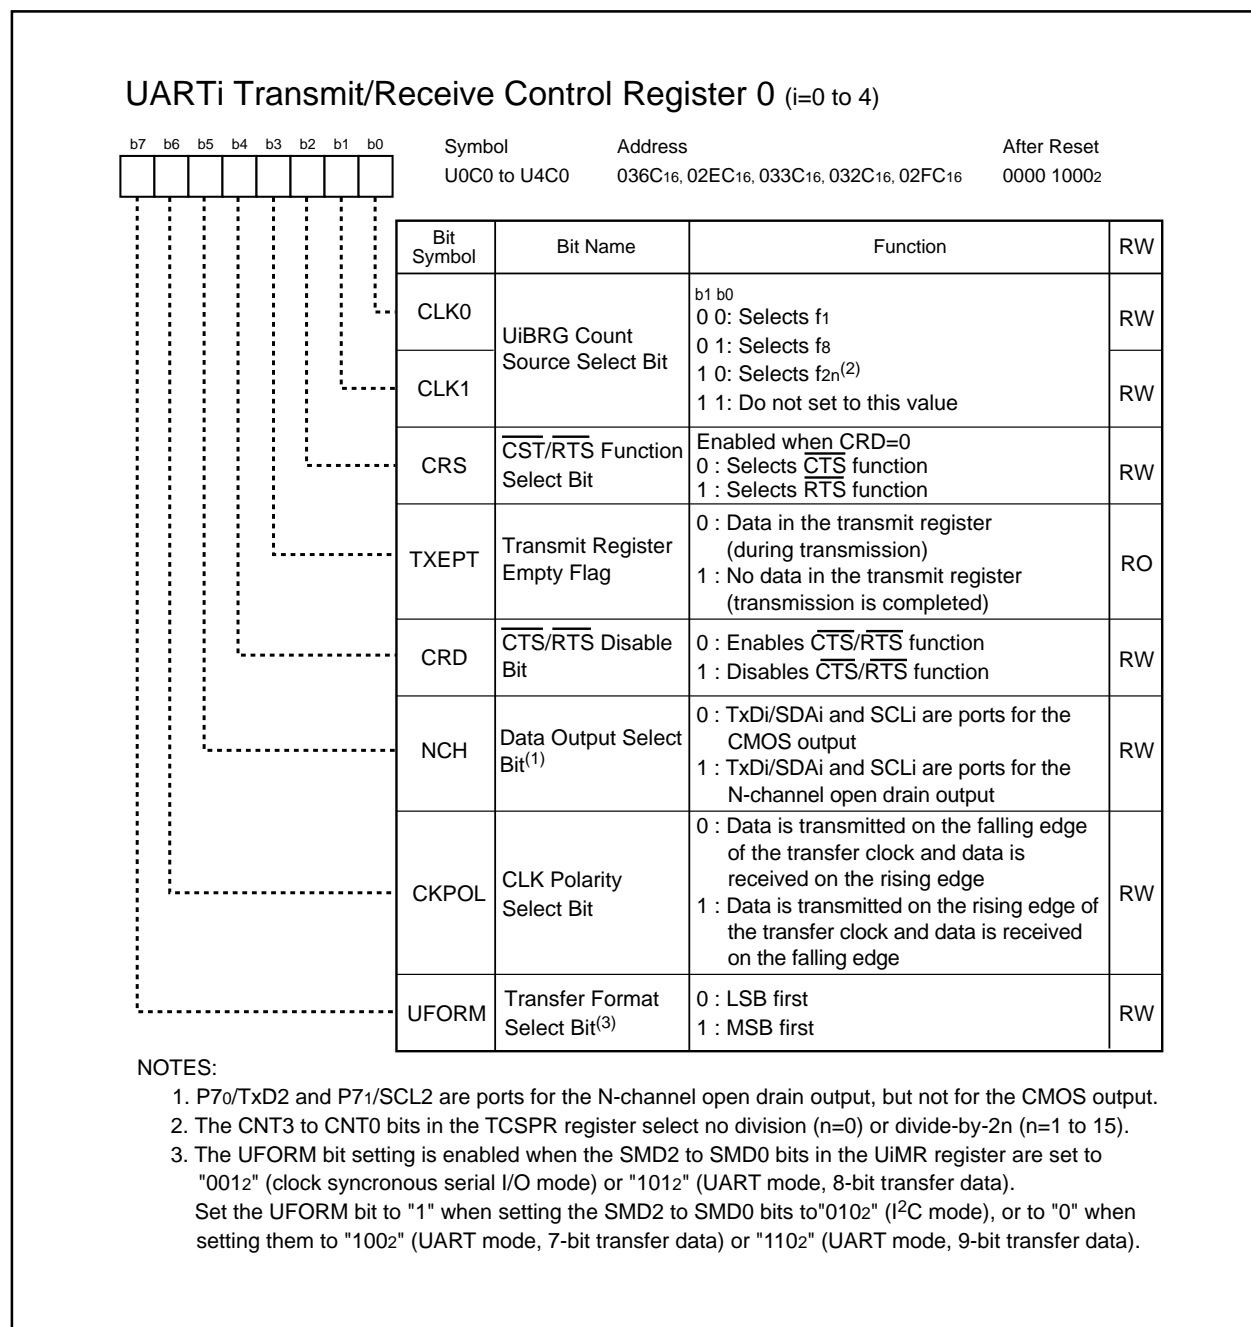 UARTi Transmit/Receive Control Register 0 (i=0 to 4)
b7 b6 b5 b4 b3 b2 b1 b0
Symbol Address After Reset
U0C0 to U4C0 036C16, 02EC16, 033C16, 032C16, 02FC16 0000 10002
Bit Symbol Bit Name Function RW
CLK0
CLK1
UiBRG Count
Source Select Bit
b1 b0
0 0: Selects f1
0 1: Selects f8
1 0: Selects f2n(2)
1 1: Do not set to this value
RW
RW
CRS
CST/RTS Function
Select Bit
Enabled when CRD=0
0 : Selects CTS function
1 : Selects RTS function
RW
TXEPT
Transmit Register
Empty Flag
0 : Data in the transmit register
(during transmission)
1 : No data in the transmit register
(transmission is completed)
RO
CRD
CTS/RTS Disable
Bit
0 : Enables CTS/RTS function
1 : Disables CTS/RTS function
RW
NCH
Data Output Select
Bit(1)
0 : TxDi/SDAi and SCLi are ports for the
CMOS output
1 : TxDi/SDAi and SCLi are ports for the
N-channel open drain output
RW
CKPOL
CLK Polarity
Select Bit
0 : Data is transmitted on the falling edge
of the transfer clock and data is
received on the rising edge
1 : Data is transmitted on the rising edge of
the transfer clock and data is received
on the falling edge
RW
UFORM
Transfer Format
Select Bit(3)
0 : LSB first
1 : MSB first
RW
NOTES:
1. P70/TxD2 and P71/SCL2 are ports for the N-channel open drain output, but not for the CMOS output.
2. The CNT3 to CNT0 bits in the TCSPR register select no division (n=0) or divide-by-2n (n=1 to 15).
3. The UFORM bit setting is enabled when the SMD2 to SMD0 bits in the UiMR register are set to
"0012" (clock syncronous serial I/O mode) or "1012" (UART mode, 8-bit transfer data).
Set the UFORM bit to "1" when setting the SMD2 to SMD0 bits to"0102" (I2C mode), or to "0" when
setting them to "1002" (UART mode, 7-bit transfer data) or "1102" (UART mode, 9-bit transfer data).